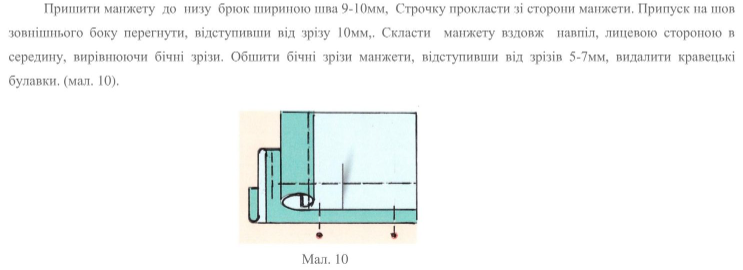 Пришити манжету до низу брюк шириною шва 9-10мм, Строчку прокласти зі сторони манжети. Припуск на шов
зовнішнього боку перегнути, відступивши від зрізу 10мм,. Скласти манжету вздовж навпіл, лицевою стороною в
середину, вирівнюючи бічні зрізи. Обшити бічні зрізи манжети, відступивши від зрізів 5-7мм, видалити кравецькі
булавки. (мал. 10).
Мал. 10